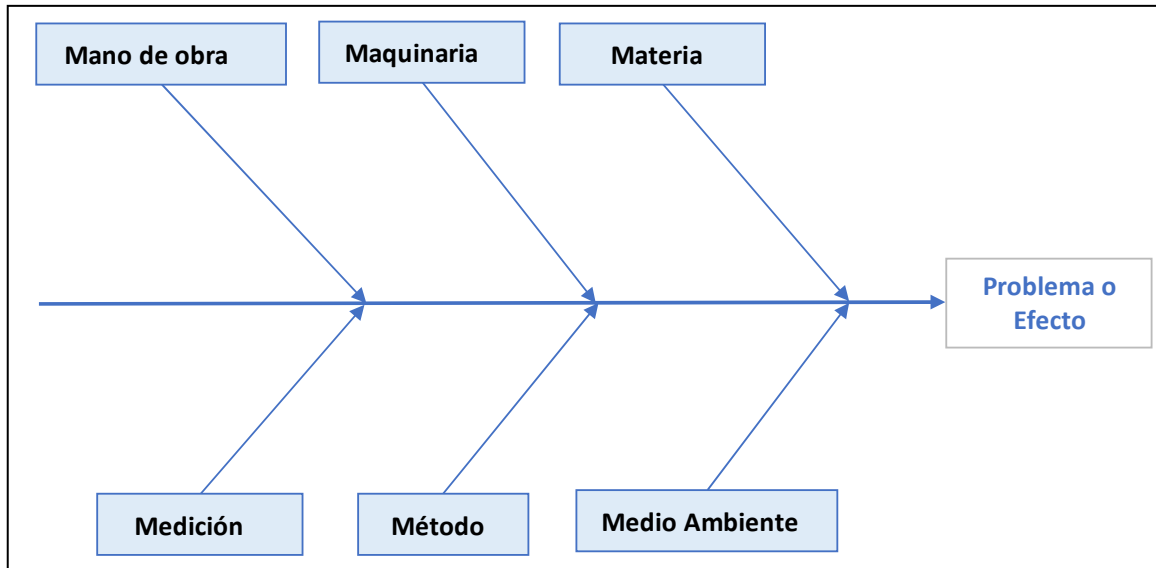 Mano de obra
Maquinaria
Materia
Problema o
Efecto
Medición
Método
Medio Ambiente